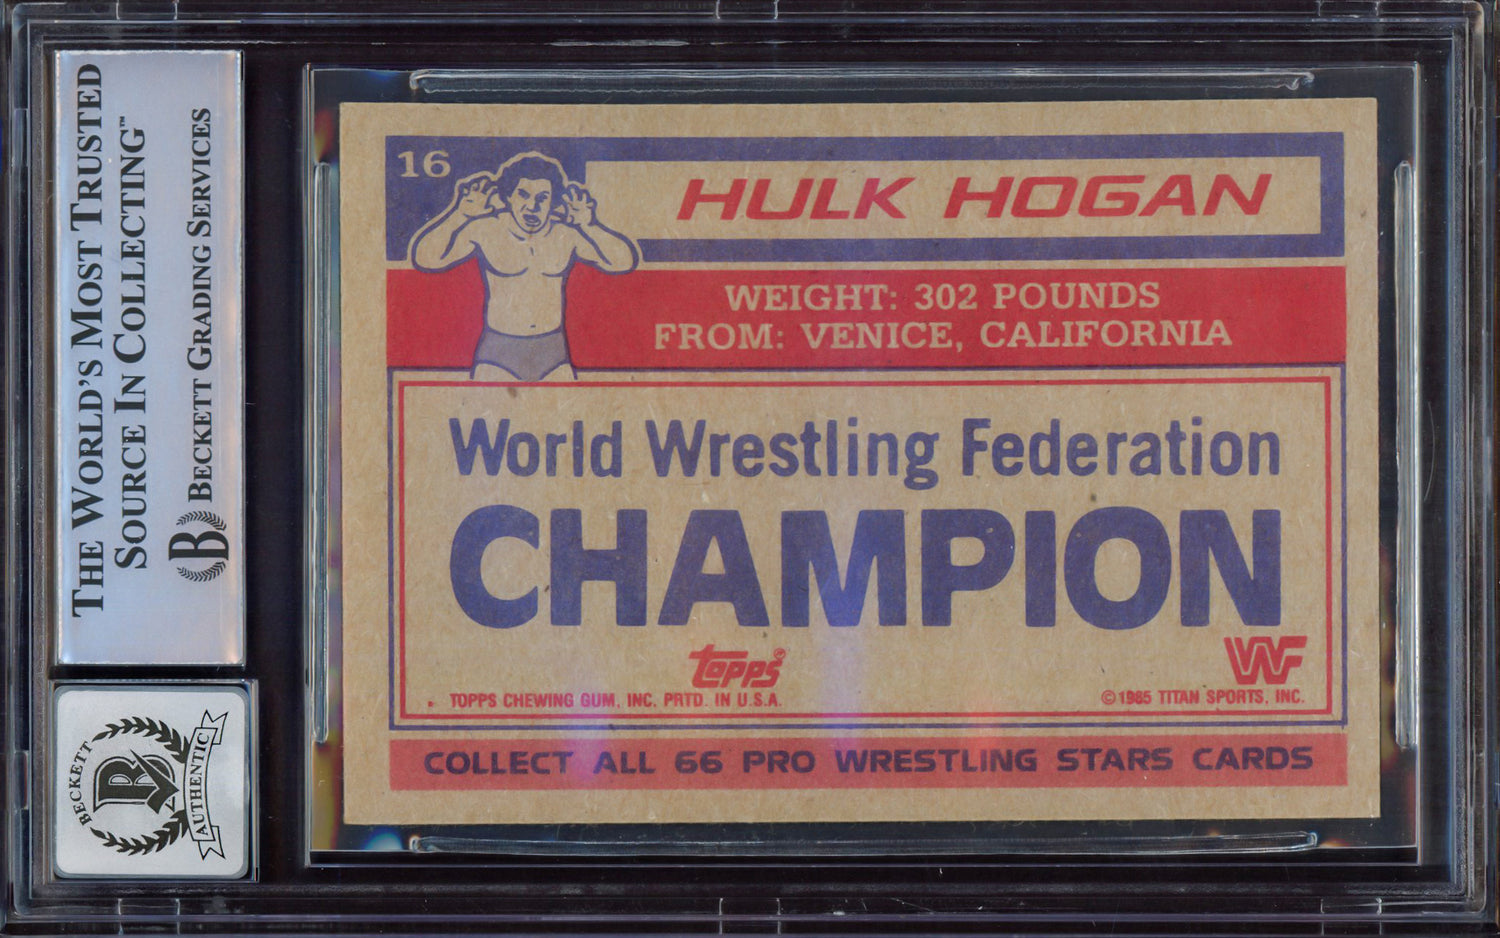 THE WORLD'S MOST TRUSTED
SOURCE IN COLLECTING™
B BECKETT GRADING SERVICES
BECKETT
B
AUTHENTIC
16
HULK HOGAN
WEIGHT: 302 POUNDS
FROM: VENICE, CALIFORNIA
World Wrestling Federation
CHAMPION
topps®
WF
TOPPS CHEWING GUM, INC. PRTD. IN U.S.A.
©1985 TITAN SPORTS, INC.
COLLECT ALL 66 PRO WRESTLING STARS CARDS